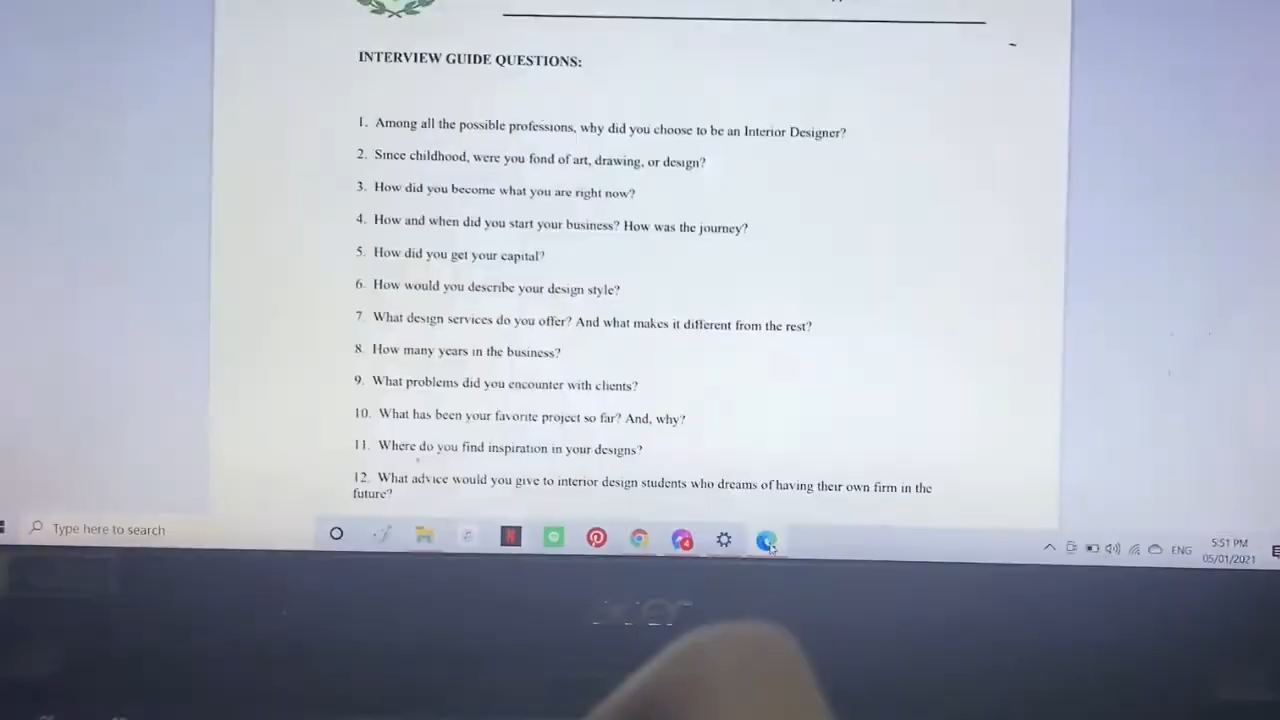 INTERVIEW GUIDE QUESTIONS:
1. Among all the possible professions, why did you choose to be an Interior Designer?
2. Since childhood, were you fond of art, drawing, or design?
3. How did you become what you are right now?
4. How and when did you start your business? How was the journey?
5. How did you get your capital?
6. How would you describe your design style?
7. What design services do you offer? And what makes it different from the rest?
8. How many years in the business?
9. What problems did you encounter with clients?
10. What has been your favorite project so far? And, why?
11. Where do you find inspiration in your designs?
12. What advice would you give to interior design students who dreams of having their own firm in the
future?
Type here to search
4
ENG
5:51 PM
05/01/2021
acer